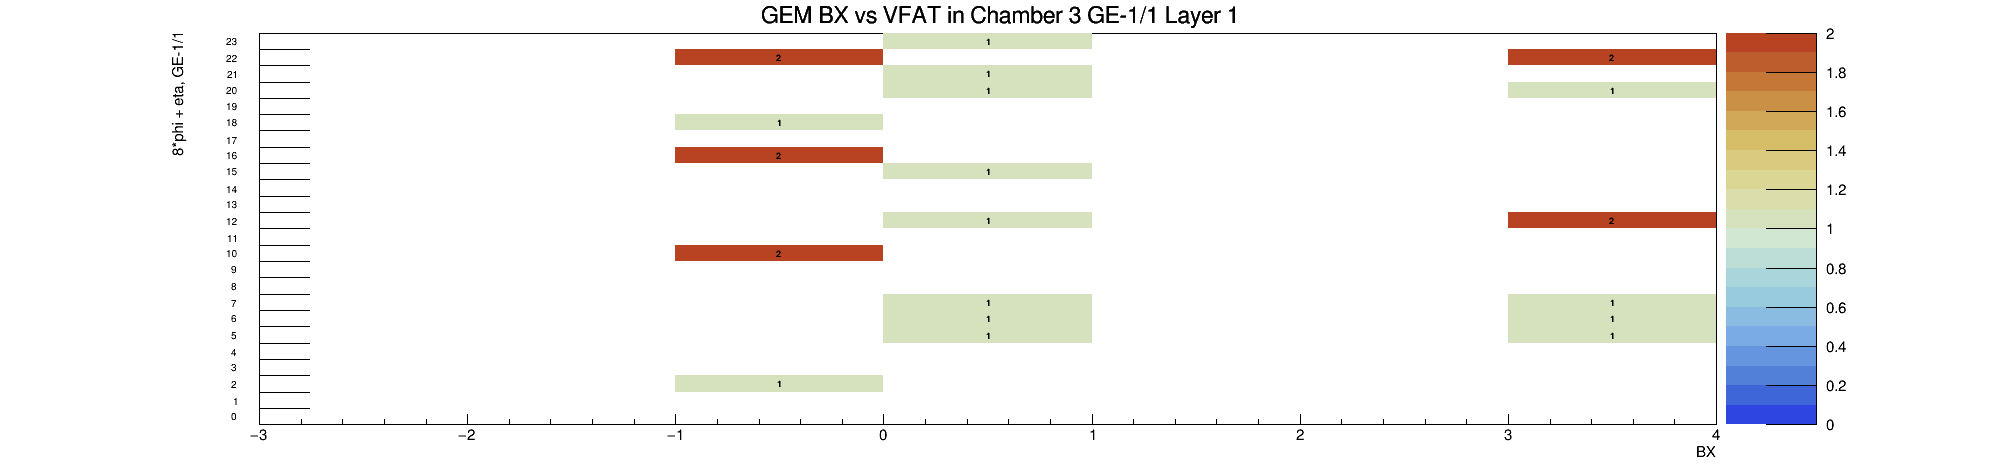 GEM BX vs VFAT in Chamber 3 GE-1/1 Layer 1
8*phi + eta, GE-1/1
23 1 2
22 2 2 1.8
21 1
20 1 1 1.6
19
18 1
17 1.4
16 2
15 1 1.2
14
13
12 1 2 1
11
10 2 0.8
9
8
7 1 1 0.6
6 1 1
5 1 1 0.4
4
3
2 1 0.2
1
0 0
−3 −2 −1 0 1 2 3 4
BX